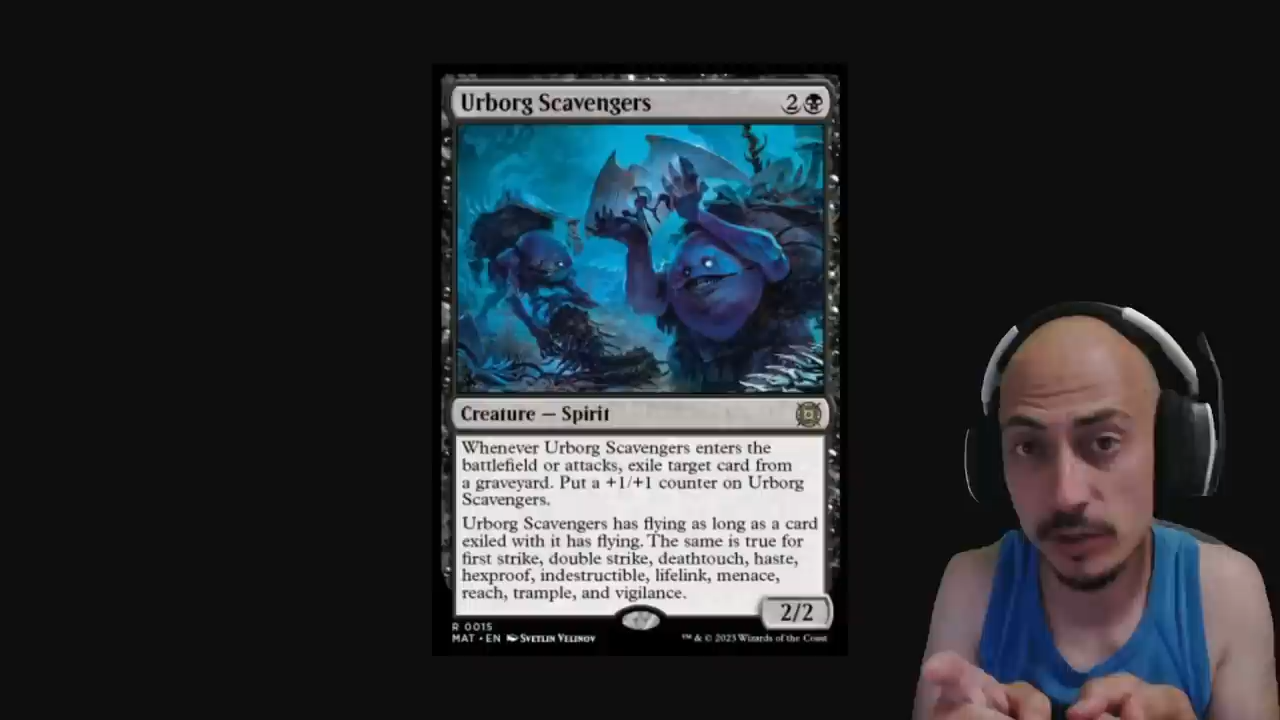 Urborg Scavengers 2
Creature — Spirit
Whenever Urborg Scavengers enters the
battlefield or attacks, exile target card from
a graveyard. Put a +1/+1 counter on Urborg
Scavengers.
Urborg Scavengers has flying as long as a card
exiled with it has flying. The same is true for
first strike, double strike, deathtouch, haste,
hexproof, indestructible, lifelink, menace,
reach, trample, and vigilance.
2/2
R 0015
MAT • EN Svetlin Velinov ™ & © 2023 Wizards of the Coast